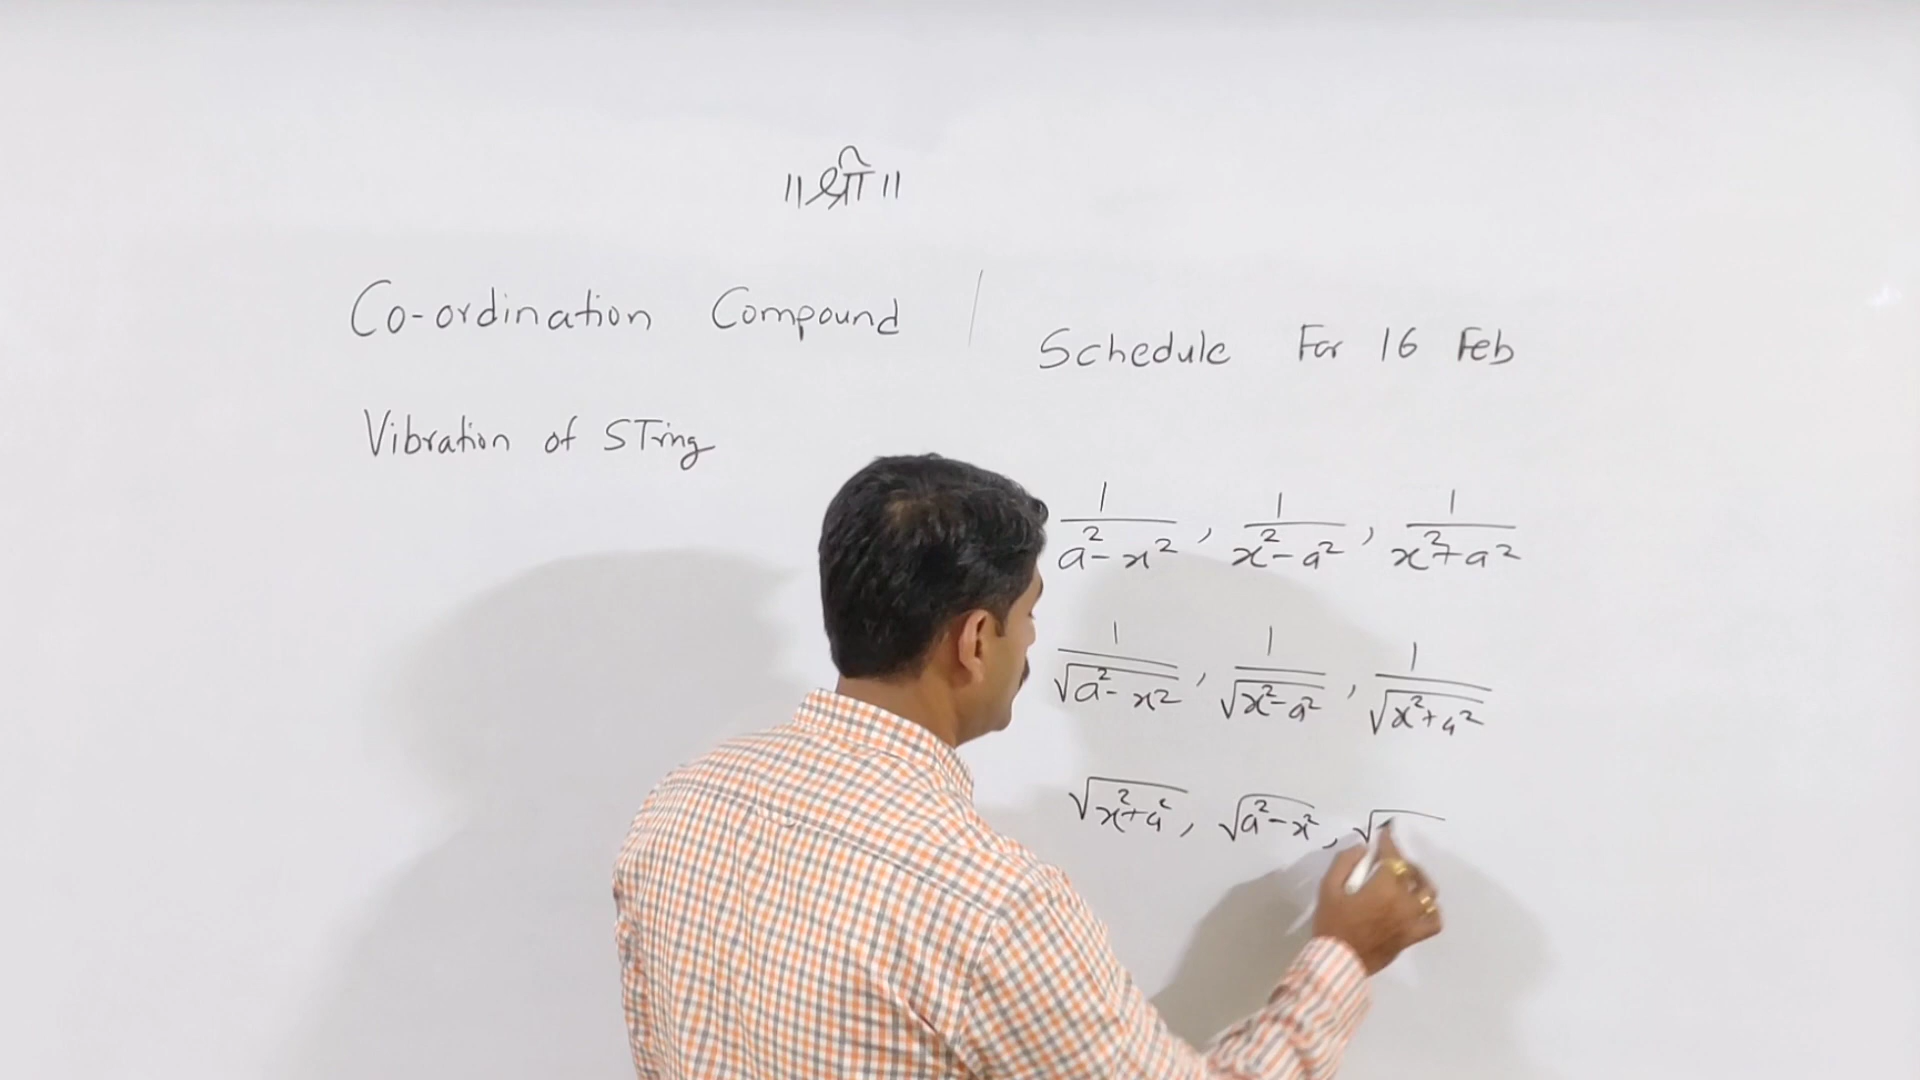 ॥ श्री ॥
Co-ordination Compound
Vibration of STring
Schedule For 16 Feb
1/(a²-x²), 1/(x²-a²), 1/(x²+a²)
1/√(a²-x²), 1/√(x²-a²), 1/√(x²+a²)
√(x²+a²), √(a²-x²), √